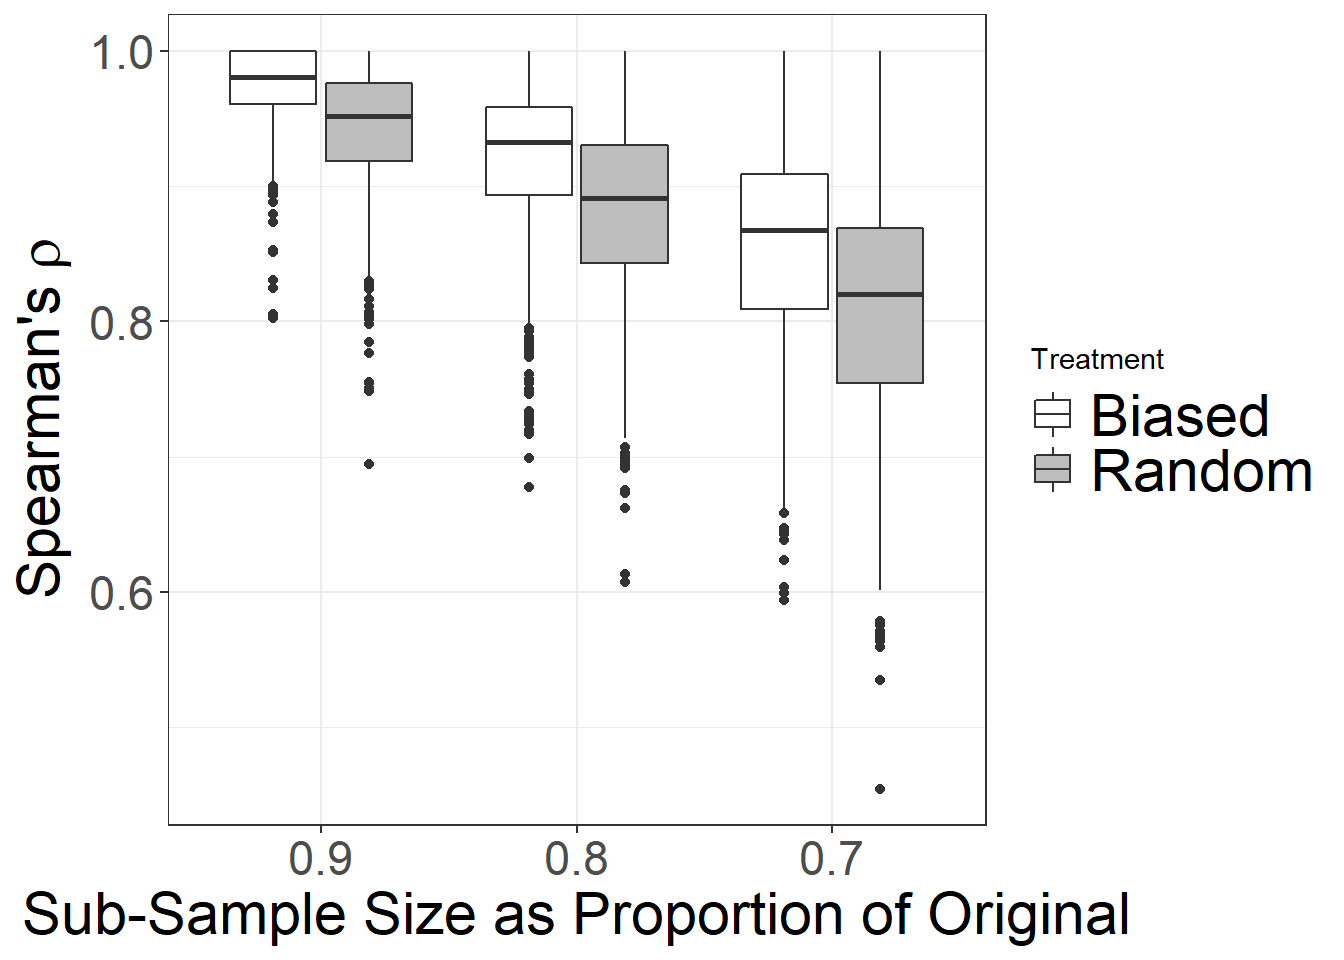 1.0
0.8
0.6
Spearman's ρ
0.9 0.8 0.7
Sub-Sample Size as Proportion of Original
Treatment
Biased
Random